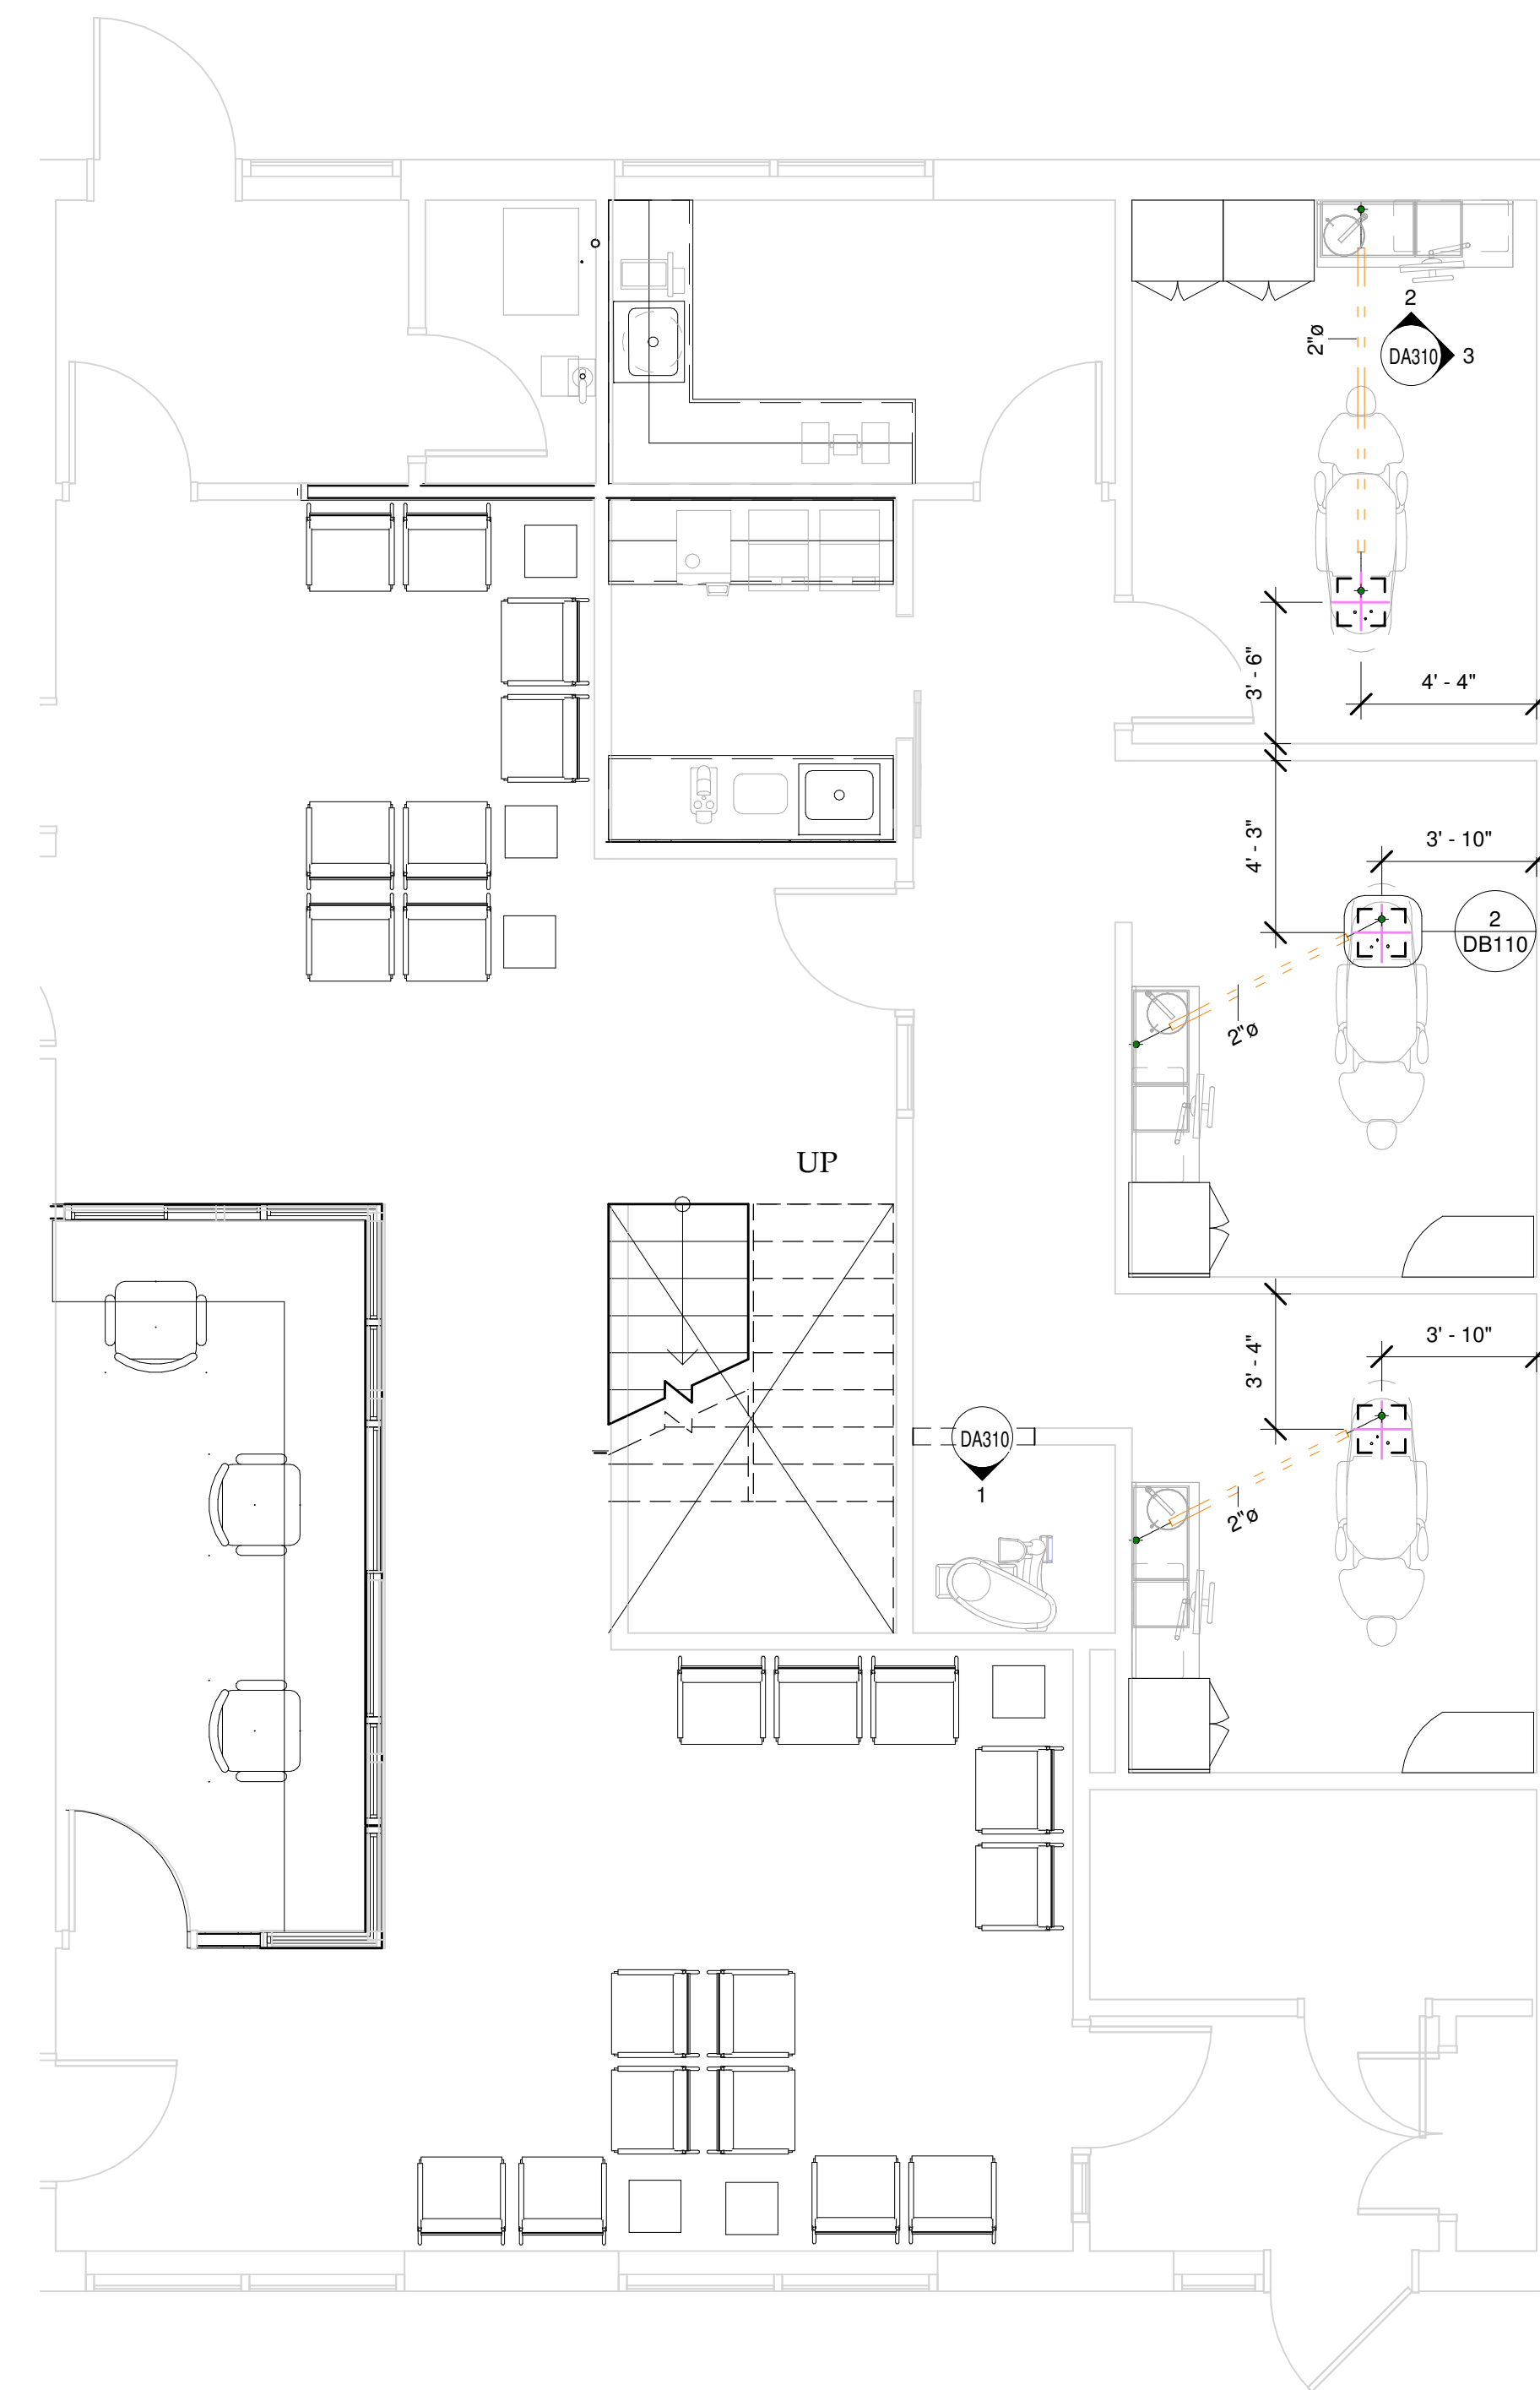 2
DA310
3
2"ø
3' - 6"
4' - 4"
4' - 3"
3' - 10"
2
DB110
2"ø
UP
3' - 4"
3' - 10"
DA310
1
2"ø